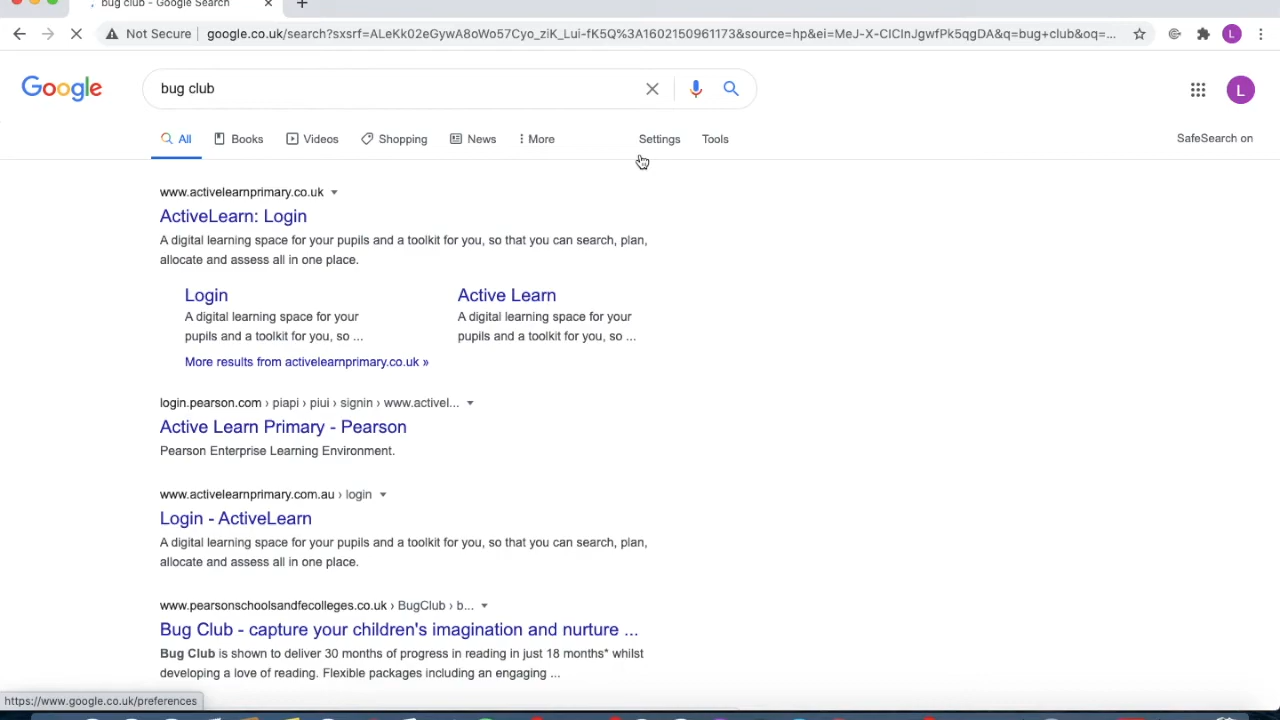 bug club - Google Search
Not Secure google.co.uk/search?sxsrf=ALeKk02eGywA8oWo57Cyo_ziK_Lui-fK5Q%3A1602150961173&source=hp&ei=MeJ-X-CICInJgwfPk5qgDA&q=bug+club&oq=... L
Google bug club L
All Books Videos Shopping News More Settings Tools SafeSearch on
www.activelearnprimary.co.uk
ActiveLearn: Login
A digital learning space for your pupils and a toolkit for you, so that you can search, plan,
allocate and assess all in one place.
Login Active Learn
A digital learning space for your A digital learning space for your
pupils and a toolkit for you, so ... pupils and a toolkit for you, so ...
More results from activelearnprimary.co.uk »
login.pearson.com › piapi › piui › signin › www.activel...
Active Learn Primary - Pearson
Pearson Enterprise Learning Environment.
www.activelearnprimary.com.au › login
Login - ActiveLearn
A digital learning space for your pupils and a toolkit for you, so that you can search, plan,
allocate and assess all in one place.
www.pearsonschoolsandfecolleges.co.uk › BugClub › b...
Bug Club - capture your children's imagination and nurture ...
Bug Club is shown to deliver 30 months of progress in reading in just 18 months* whilst
developing a love of reading. Flexible packages including an engaging ...
https://www.google.co.uk/preferences